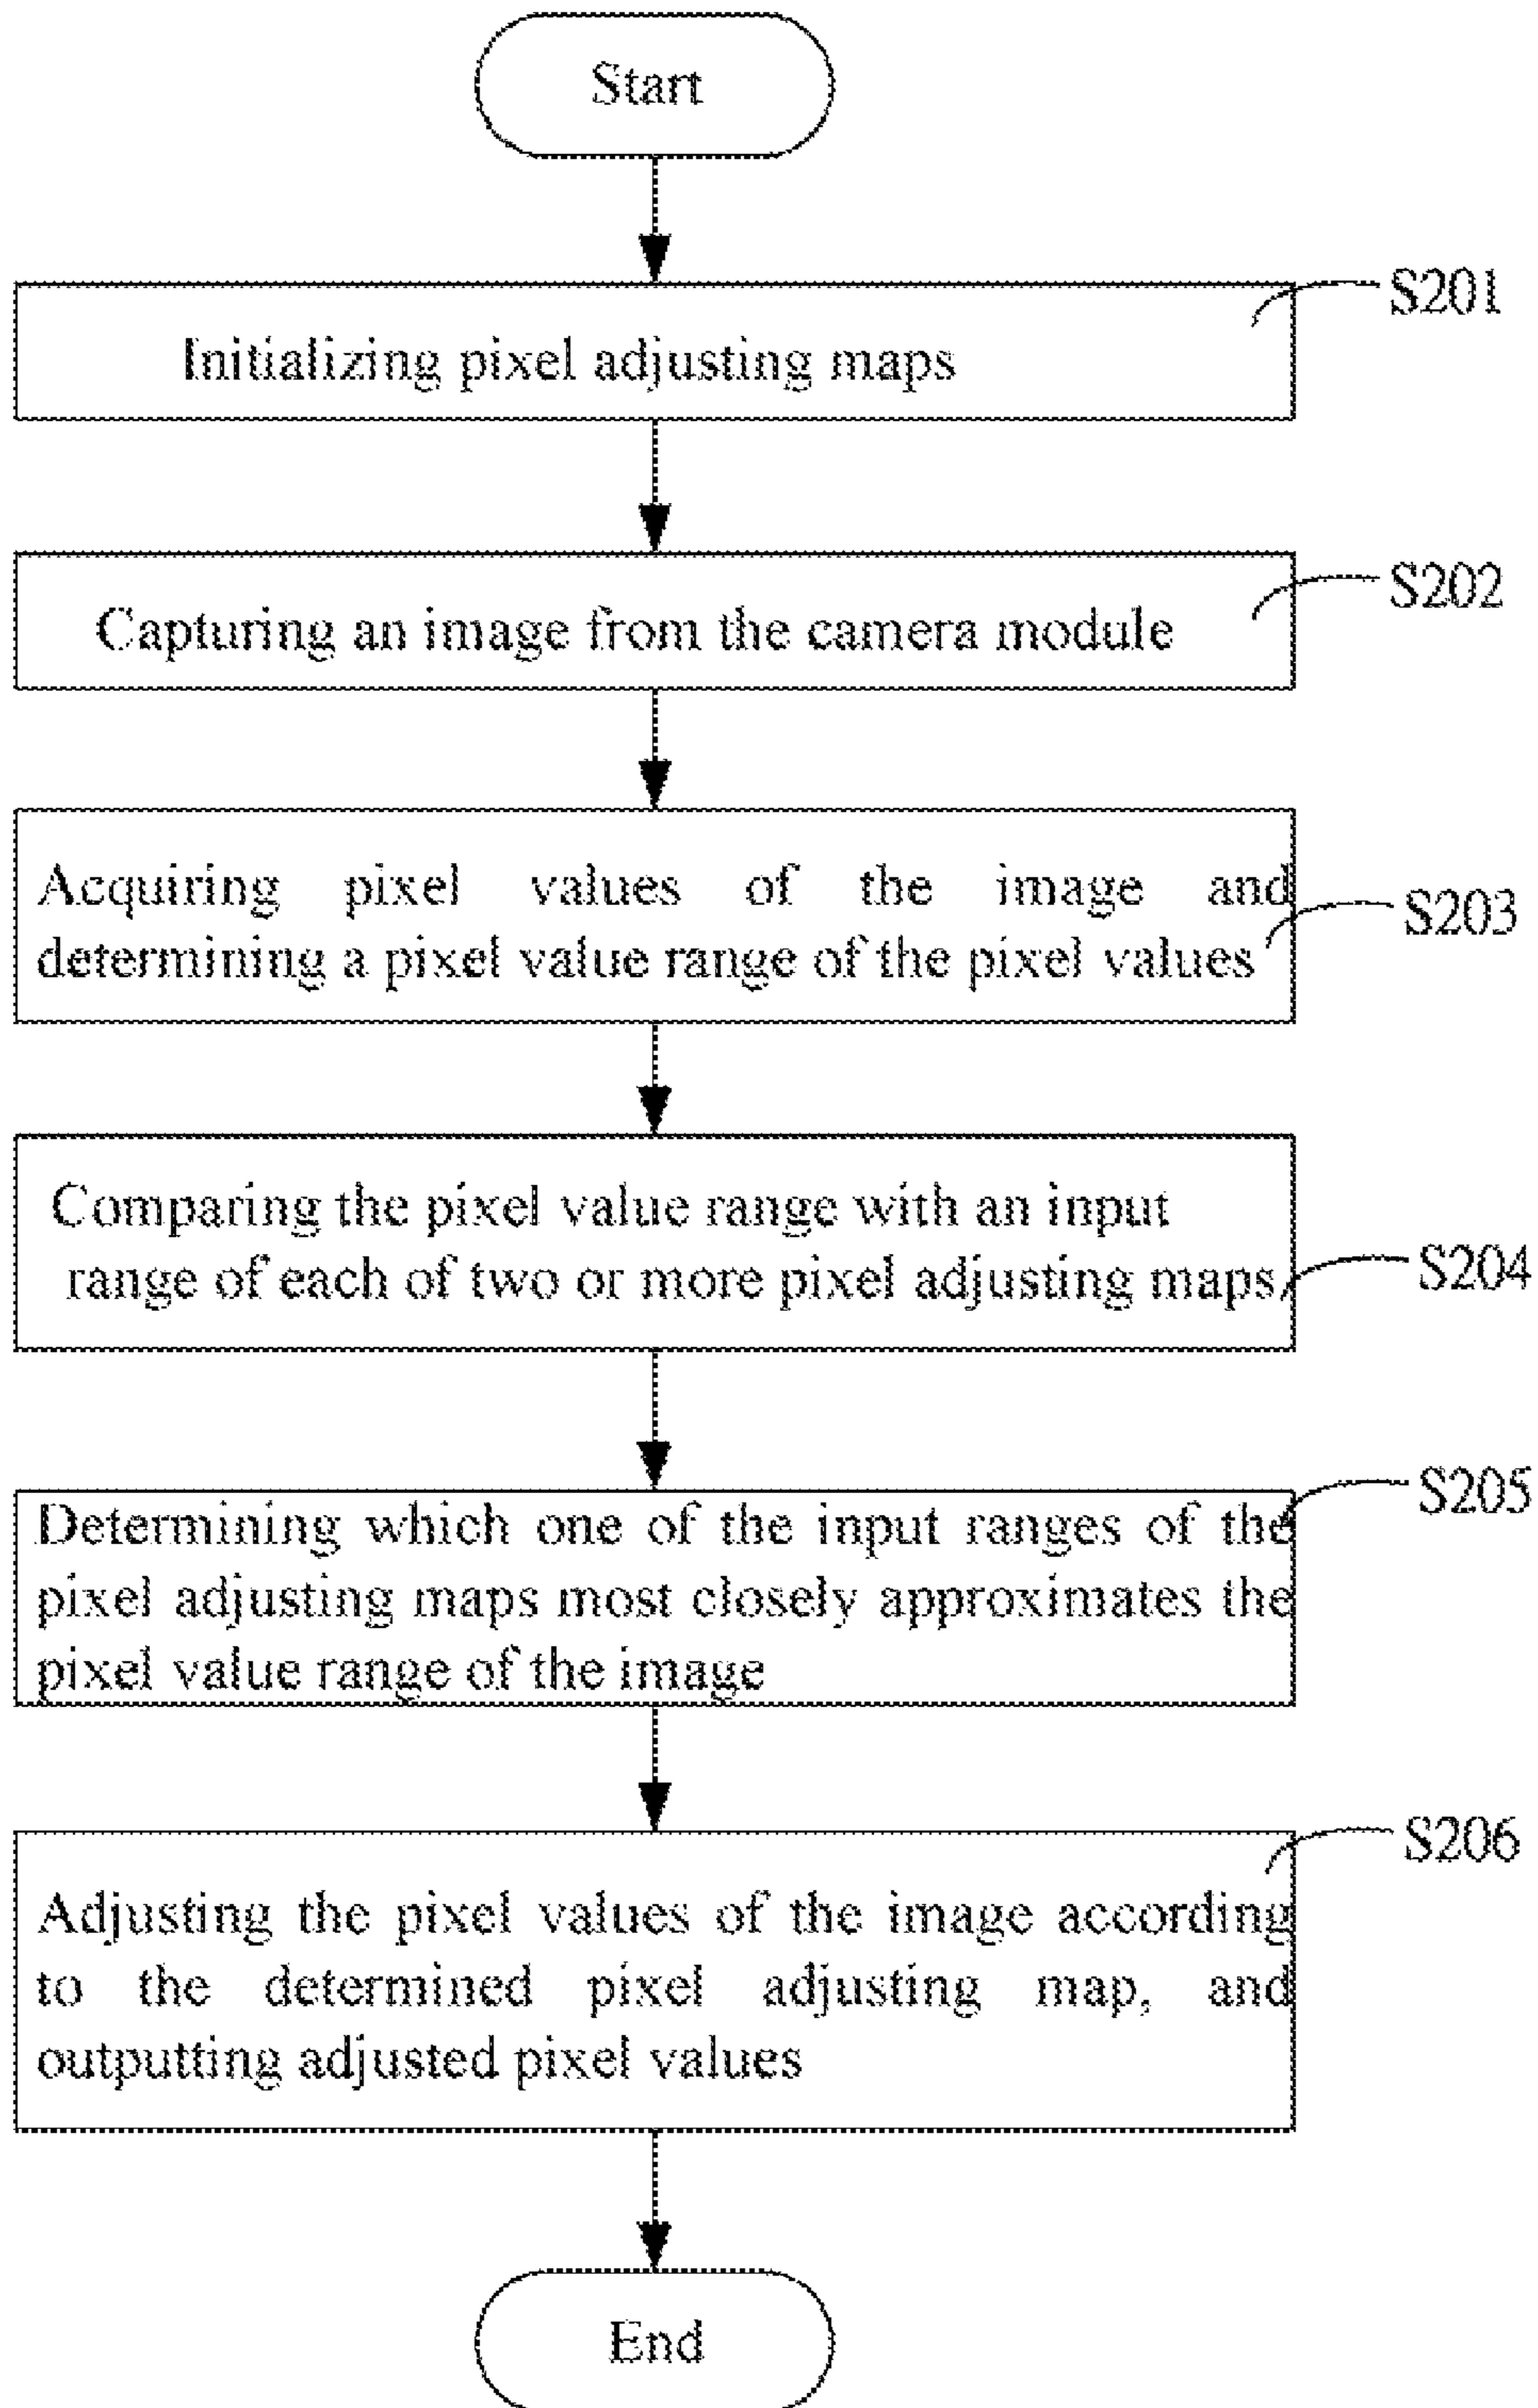 Start
S201
Initializing pixel adjusting maps
S202
Capturing an image from the camera module
Acquiring pixel values of the image and
determining a pixel value range of the pixel values
S203
Comparing the pixel value range with an input
range of each of two or more pixel adjusting maps
S204
S205
Determining which one of the input ranges of the
pixel adjusting maps most closely approximates the
pixel value range of the image
S206
Adjusting the pixel values of the image according
to the determined pixel adjusting map, and
outputting adjusted pixel values
End